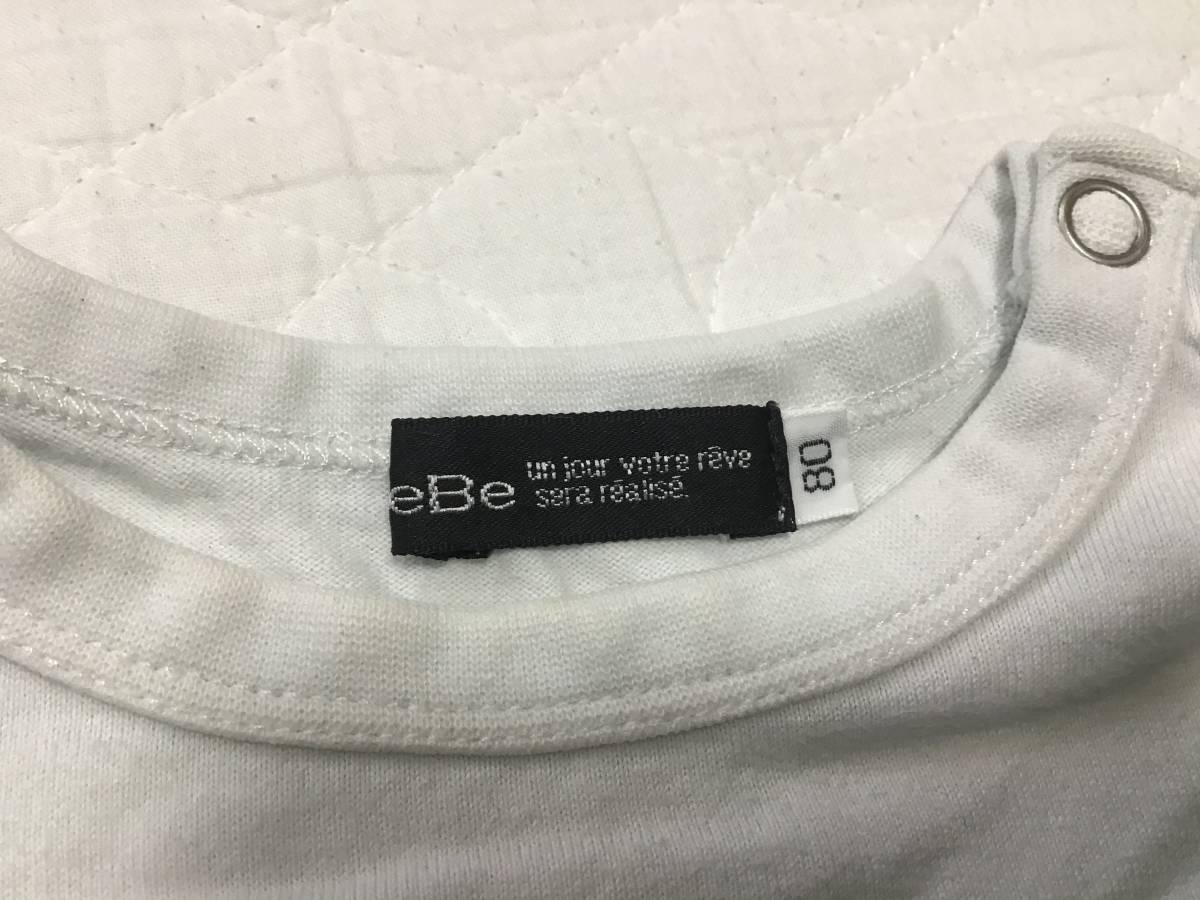 eBe
un jour votre rêve
sera réalisé.
80